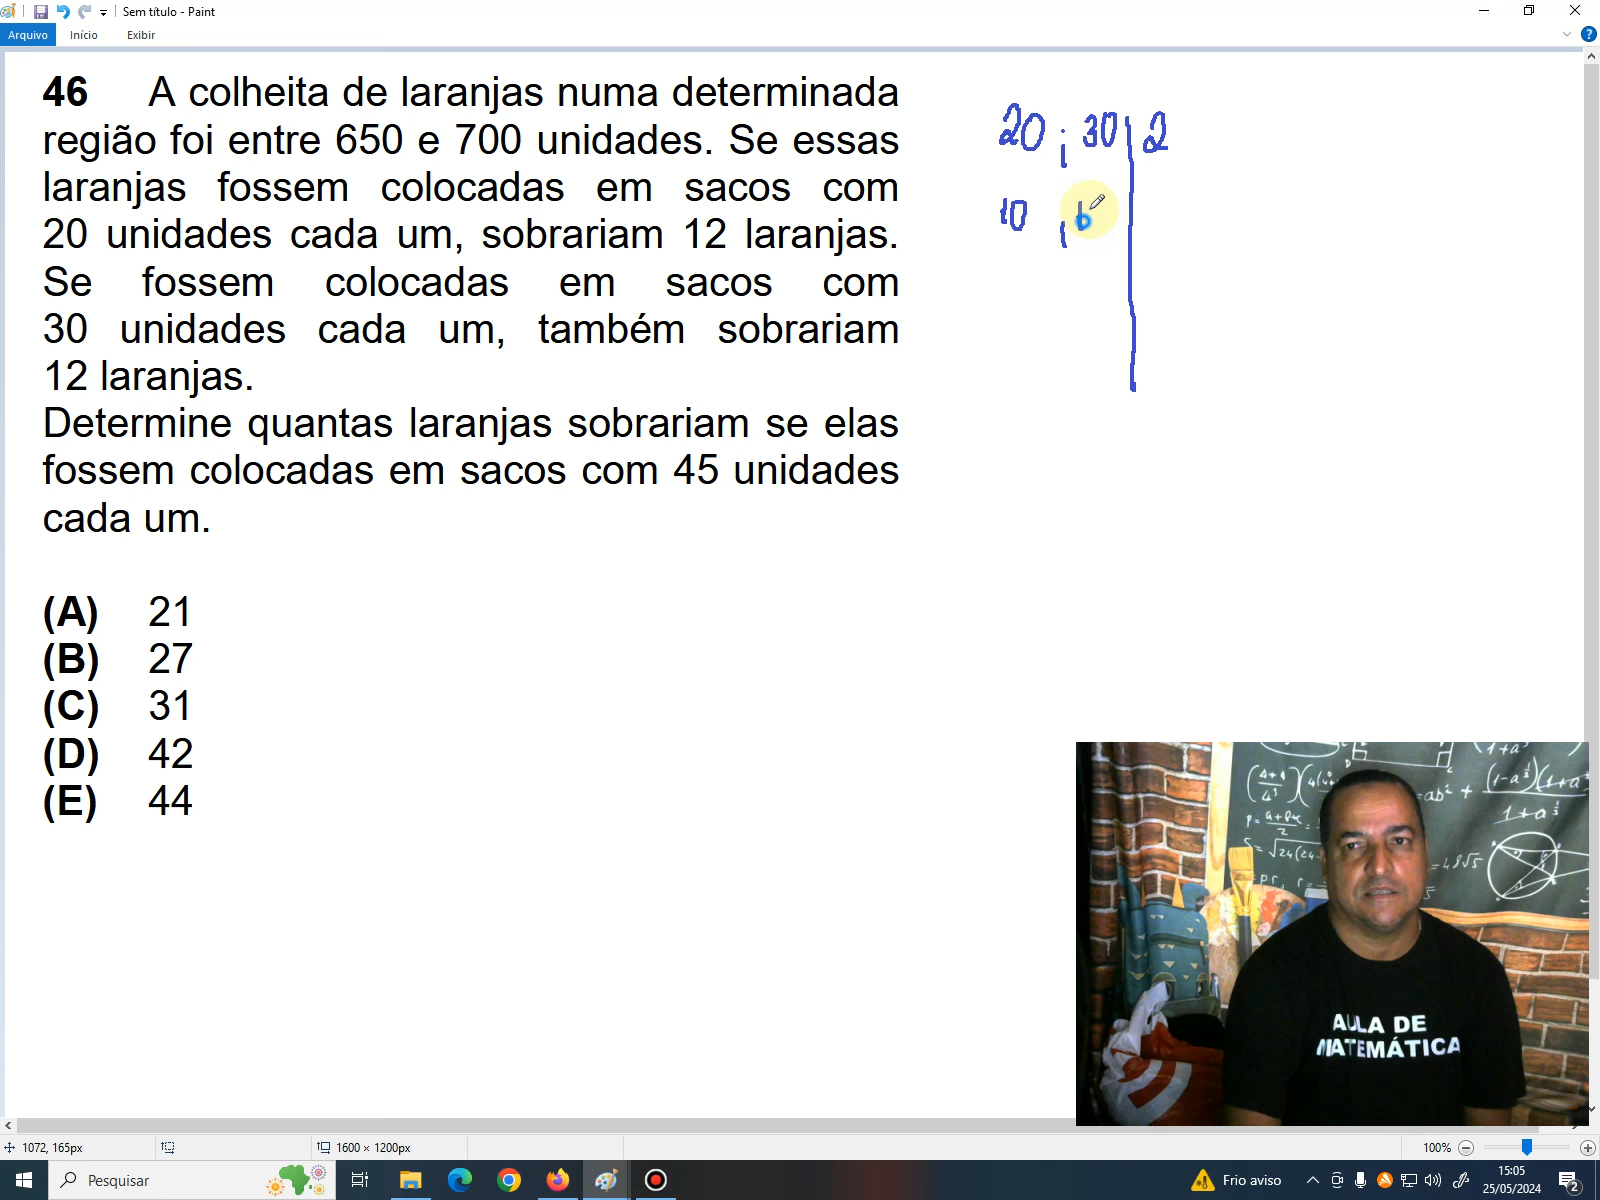 Sem título - Paint
Arquivo Início Exibir
46 A colheita de laranjas numa determinada
região foi entre 650 e 700 unidades. Se essas
laranjas fossem colocadas em sacos com
20 unidades cada um, sobrariam 12 laranjas.
Se fossem colocadas em sacos com
30 unidades cada um, também sobrariam
12 laranjas.
Determine quantas laranjas sobrariam se elas
fossem colocadas em sacos com 45 unidades
cada um.
(A) 21
(B) 27
(C) 31
(D) 42
(E) 44
20 ; 30 | 2
10
AULA DE
MATEMÁTICA
1072, 165px
1600 × 1200px
100%
Pesquisar
Frio aviso
15:05
25/05/2024
2